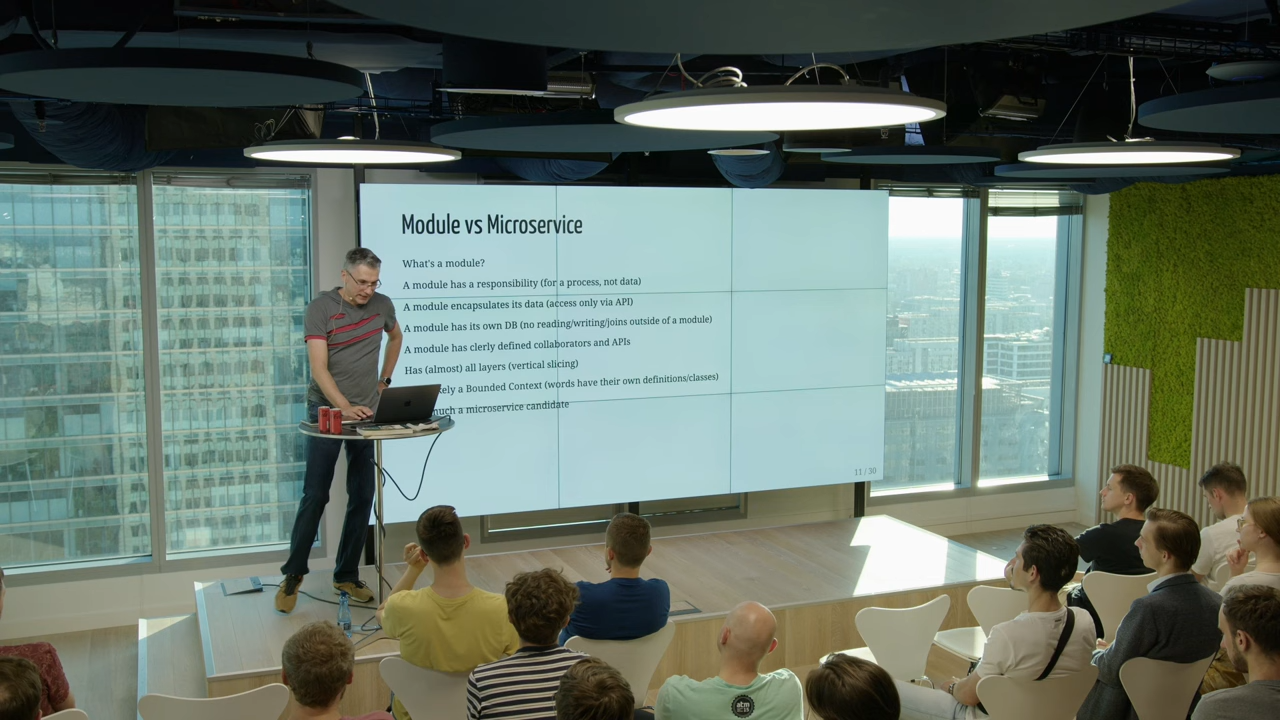 Module vs Microservice
What's a module?
A module has a responsibility (for a process, not data)
A module encapsulates its data (access only via API)
A module has its own DB (no reading/writing/joins outside of a module)
A module has clerly defined collaborators and APIs
Has (almost) all layers (vertical slicing)
a Bounded Context (words have their own definitions/classes)
a microservice candidate
11 / 30
atm